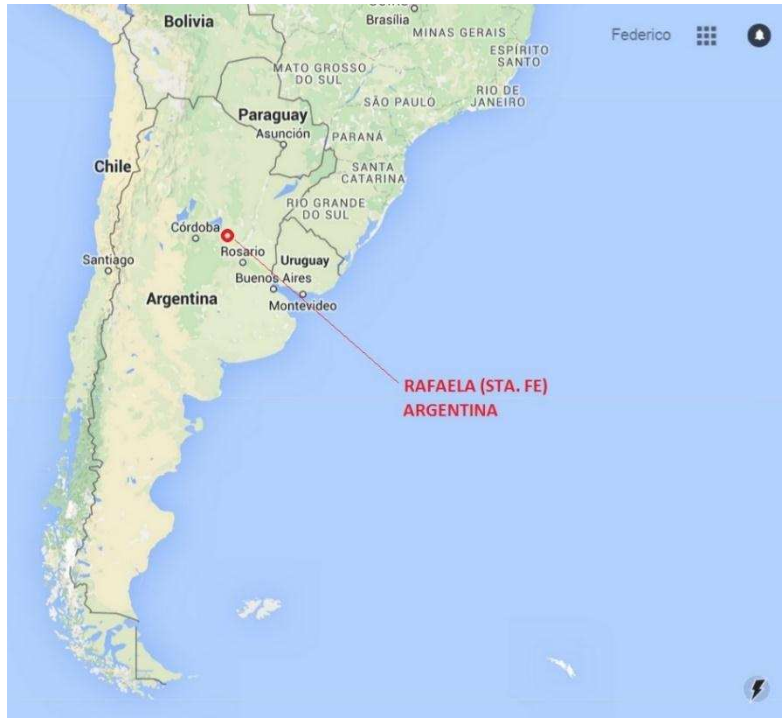 Bolivia
Brasília
MINAS GERAIS
Federico
ESPÍRITO
SANTO
MATO GROSSO
DO SUL
RIO DE
JANEIRO
SÃO PAULO
Paraguay
Asunción
PARANÁ
Chile
SANTA
CATARINA
RIO GRANDE
DO SUL
Córdoba
Rosario
Santiago
Uruguay
Buenos Aires
Argentina
Montevideo
RAFAELA (STA. FE)
ARGENTINA